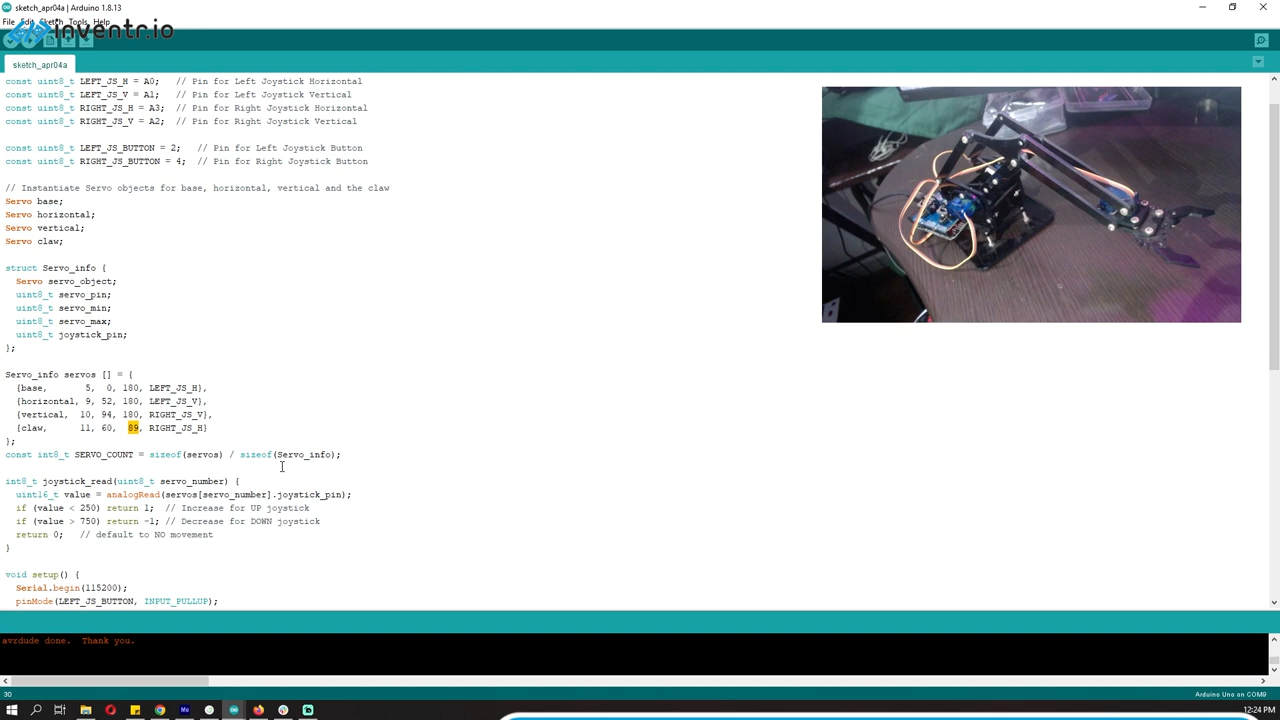 sketch_apr04a | Arduino 1.8.13
File Edit Sketch Tools Help
inventr.io
sketch_apr04a
const uint8_t LEFT_JS_H = A0;   // Pin for Left Joystick Horizontal
const uint8_t LEFT_JS_V = A1;   // Pin for Left Joystick Vertical
const uint8_t RIGHT_JS_H = A3;  // Pin for Right Joystick Horizontal
const uint8_t RIGHT_JS_V = A2;  // Pin for Right Joystick Vertical
const uint8_t LEFT_JS_BUTTON = 2;   // Pin for Left Joystick Button
const uint8_t RIGHT_JS_BUTTON = 4;  // Pin for Right Joystick Button
// Instantiate Servo objects for base, horizontal, vertical and the claw
Servo base;
Servo horizontal;
Servo vertical;
Servo claw;
struct Servo_info {
  Servo servo_object;
  uint8_t servo_pin;
  uint8_t servo_min;
  uint8_t servo_max;
  uint8_t joystick_pin;
};
Servo_info servos [] = {
  {base,       5,  0, 180, LEFT_JS_H},
  {horizontal, 9, 52, 180, LEFT_JS_V},
  {vertical,  10, 94, 180, RIGHT_JS_V},
  {claw,      11, 60,  89, RIGHT_JS_H}
};
const int8_t SERVO_COUNT = sizeof(servos) / sizeof(Servo_info);
int8_t joystick_read(uint8_t servo_number) {
  uint16_t value = analogRead(servos[servo_number].joystick_pin);
  if (value < 250) return 1;  // Increase for UP joystick
  if (value > 750) return -1; // Decrease for DOWN joystick
  return 0;   // default to NO movement
}
void setup() {
  Serial.begin(115200);
  pinMode(LEFT_JS_BUTTON, INPUT_PULLUP);
avrdude done.  Thank you.
30
Arduino Uno on COM9
12:24 PM